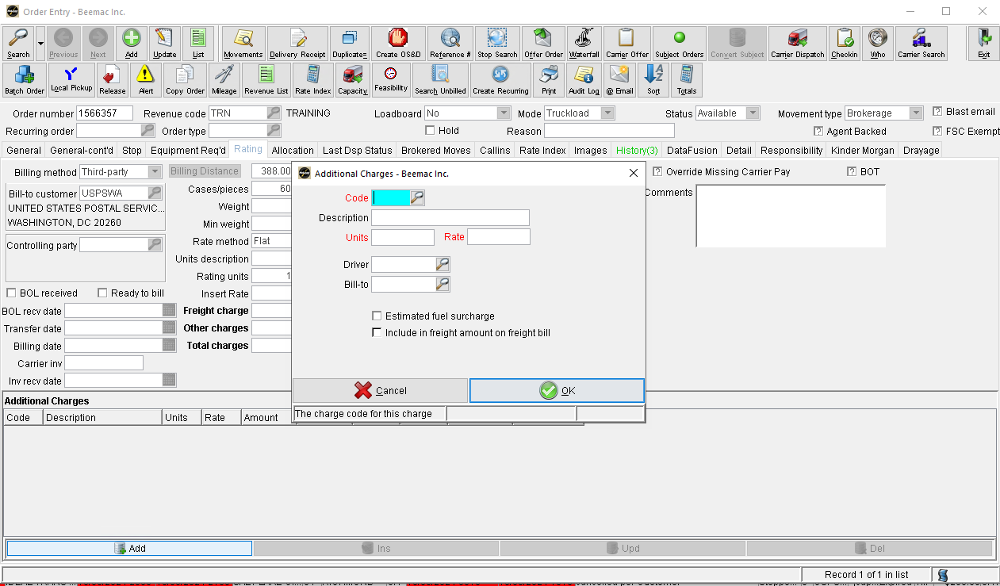 Order Entry - Beemac Inc.
Search Previous Next Add Update List Movements Delivery Receipt Duplicates Create OS&D Reference # Stop Search Offer Order Waterfall Carrier Offer Subject Orders Convert Subject Carrier Dispatch Checkin Who Carrier Search Exit
Batch Order Local Pickup Release Alert Copy Order Mileage Revenue List Rate Index Capacity Feasibility Search Unbilled Create Recurring Print Audit Log @ Email Sort Totals
Order number 1566357 Revenue code TRN TRAINING Loadboard No Mode Truckload Status Available Movement type Brokerage Blast email
Recurring order Order type Hold Reason Agent Backed FSC Exempt
General General-cont'd Stop Equipment Req'd Rating Allocation Last Dsp Status Brokered Moves Callins Rate Index Images History(3) DataFusion Detail Responsibility Kinder Morgan Drayage
Billing method Third-party Billing Distance 388.00
Bill-to customer USPSWA
UNITED STATES POSTAL SERVIC...
WASHINGTON, DC 20260
Controlling party
Cases/pieces 60
Weight
Min weight
Rate method Flat
Units description
Rating units 1
Insert Rate
Freight charge
Other charges
Total charges
BOL received Ready to bill
BOL recv date
Transfer date
Billing date
Carrier inv
Inv recv date
Additional Charges - Beemac Inc.
Code
Description
Units Rate
Driver
Bill-to
Estimated fuel surcharge
Include in freight amount on freight bill
Cancel OK
The charge code for this charge
Override Missing Carrier Pay BOT
Comments
Additional Charges
Code Description Units Rate Amount
Add Ins Upd Del
Record 1 of 1 in list